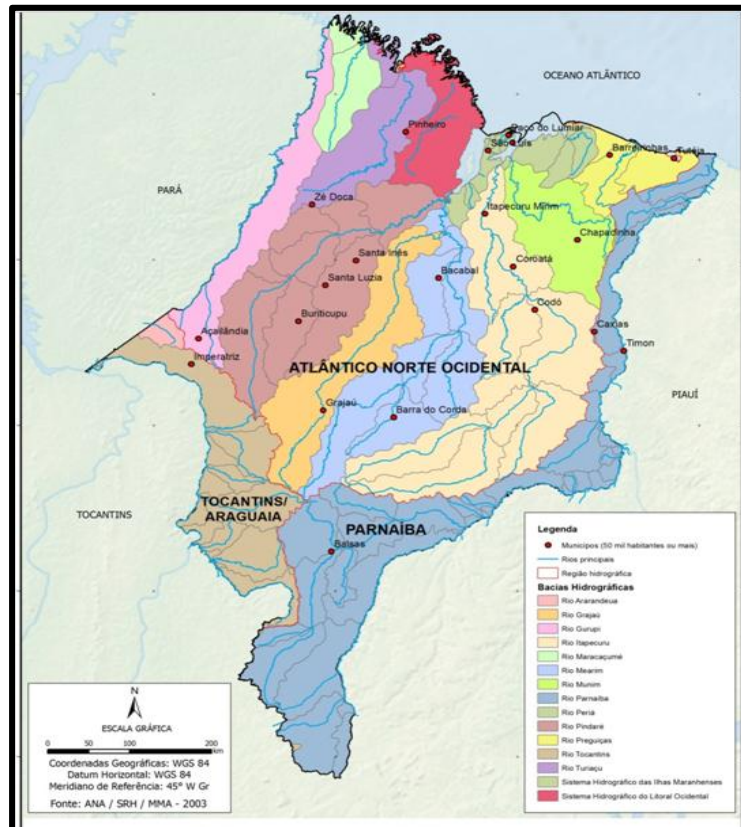 OCEANO ATLÂNTICO
Paço do Lumiar
São Luís
Barreirinhas
Tutóia
Pinheiro
PARÁ
Zé Doca
Itapecuru Mirim
Chapadinha
Santa Inês
Coroatá
Santa Luzia
Bacabal
Buriticupu
Codó
Açailândia
Caxias
Imperatriz
Timon
ATLÂNTICO NORTE OCIDENTAL
PIAUÍ
Grajaú
Barra do Corda
TOCANTINS/
ARAGUAIA
TOCANTINS
PARNAÍBA
Balsas
Legenda
Municípos (50 mil habitantes ou mais)
Rios principais
Região hidrográfica
Bacias Hidrográficas
Rio Ararandeua
Rio Grajaú
Rio Gurupi
Rio Itapecuru
Rio Maracaçumé
Rio Mearim
Rio Munim
Rio Parnaíba
Rio Periá
Rio Pindaré
Rio Preguiças
Rio Tocantins
Rio Turiaçu
Sistema Hidrográfico das Ilhas Maranhenses
Sistema Hidrográfico do Litoral Ocidental
N
ESCALA GRÁFICA
0 50 100 200
km
Coordenadas Geográficas: WGS 84
Datum Horizontal: WGS 84
Meridiano de Referência: 45° W Gr
Fonte: ANA / SRH / MMA - 2003